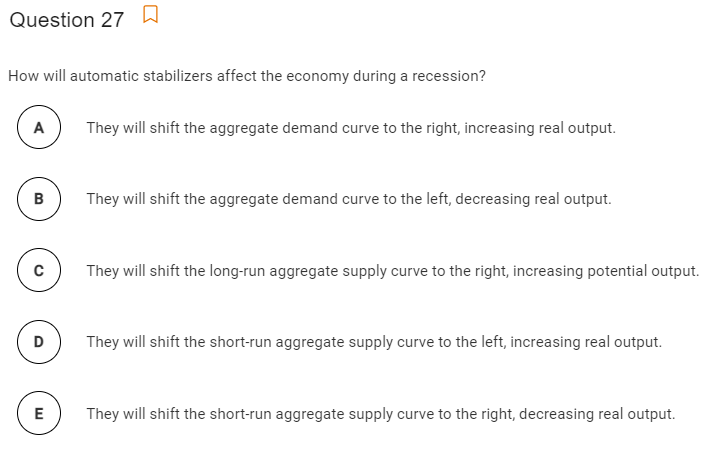 Question 27
How will automatic stabilizers affect the economy during a recession?
A They will shift the aggregate demand curve to the right, increasing real output.
B They will shift the aggregate demand curve to the left, decreasing real output.
C They will shift the long-run aggregate supply curve to the right, increasing potential output.
D They will shift the short-run aggregate supply curve to the left, increasing real output.
E They will shift the short-run aggregate supply curve to the right, decreasing real output.